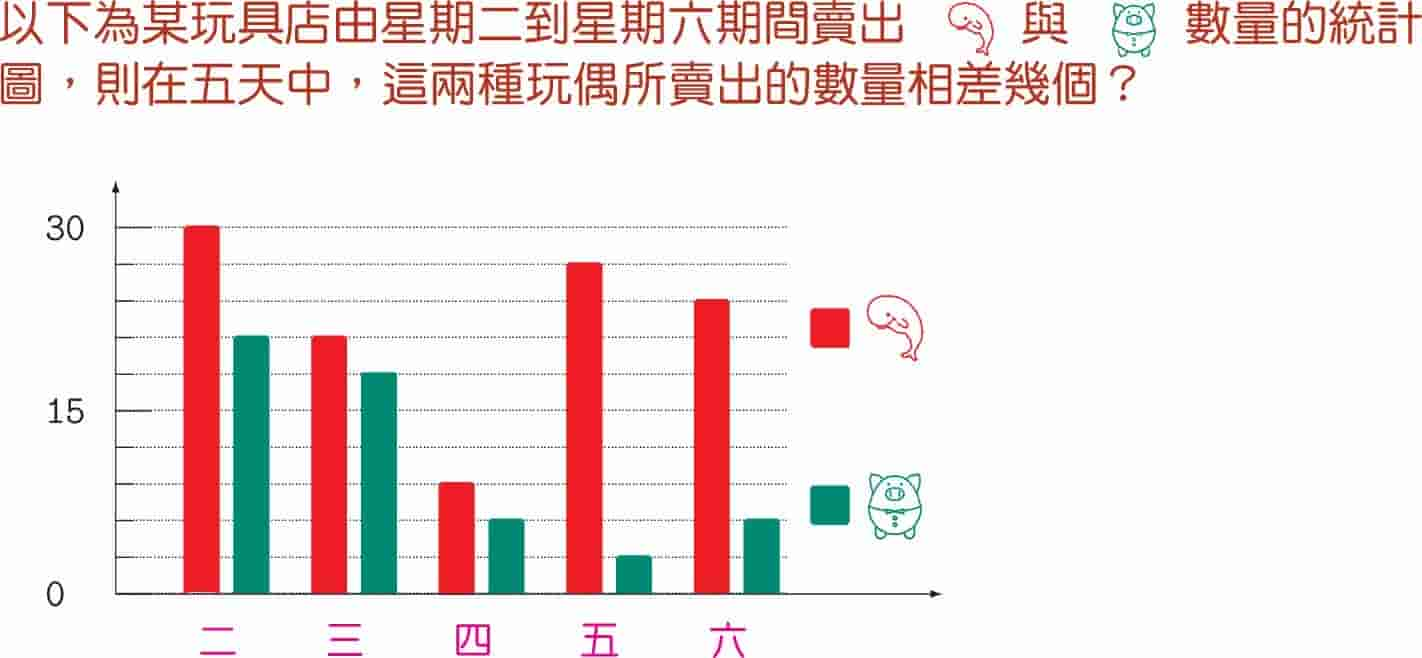 以下為某玩具店由星期二到星期六期間賣出 與 數量的統計
圖，則在五天中，這兩種玩偶所賣出的數量相差幾個？
30
15
0
二 三 四 五 六